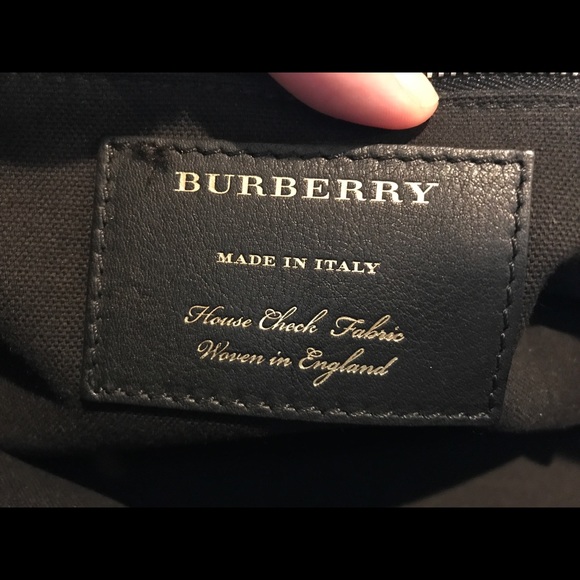 BURBERRY
MADE IN ITALY
House Check Fabric
Woven in England